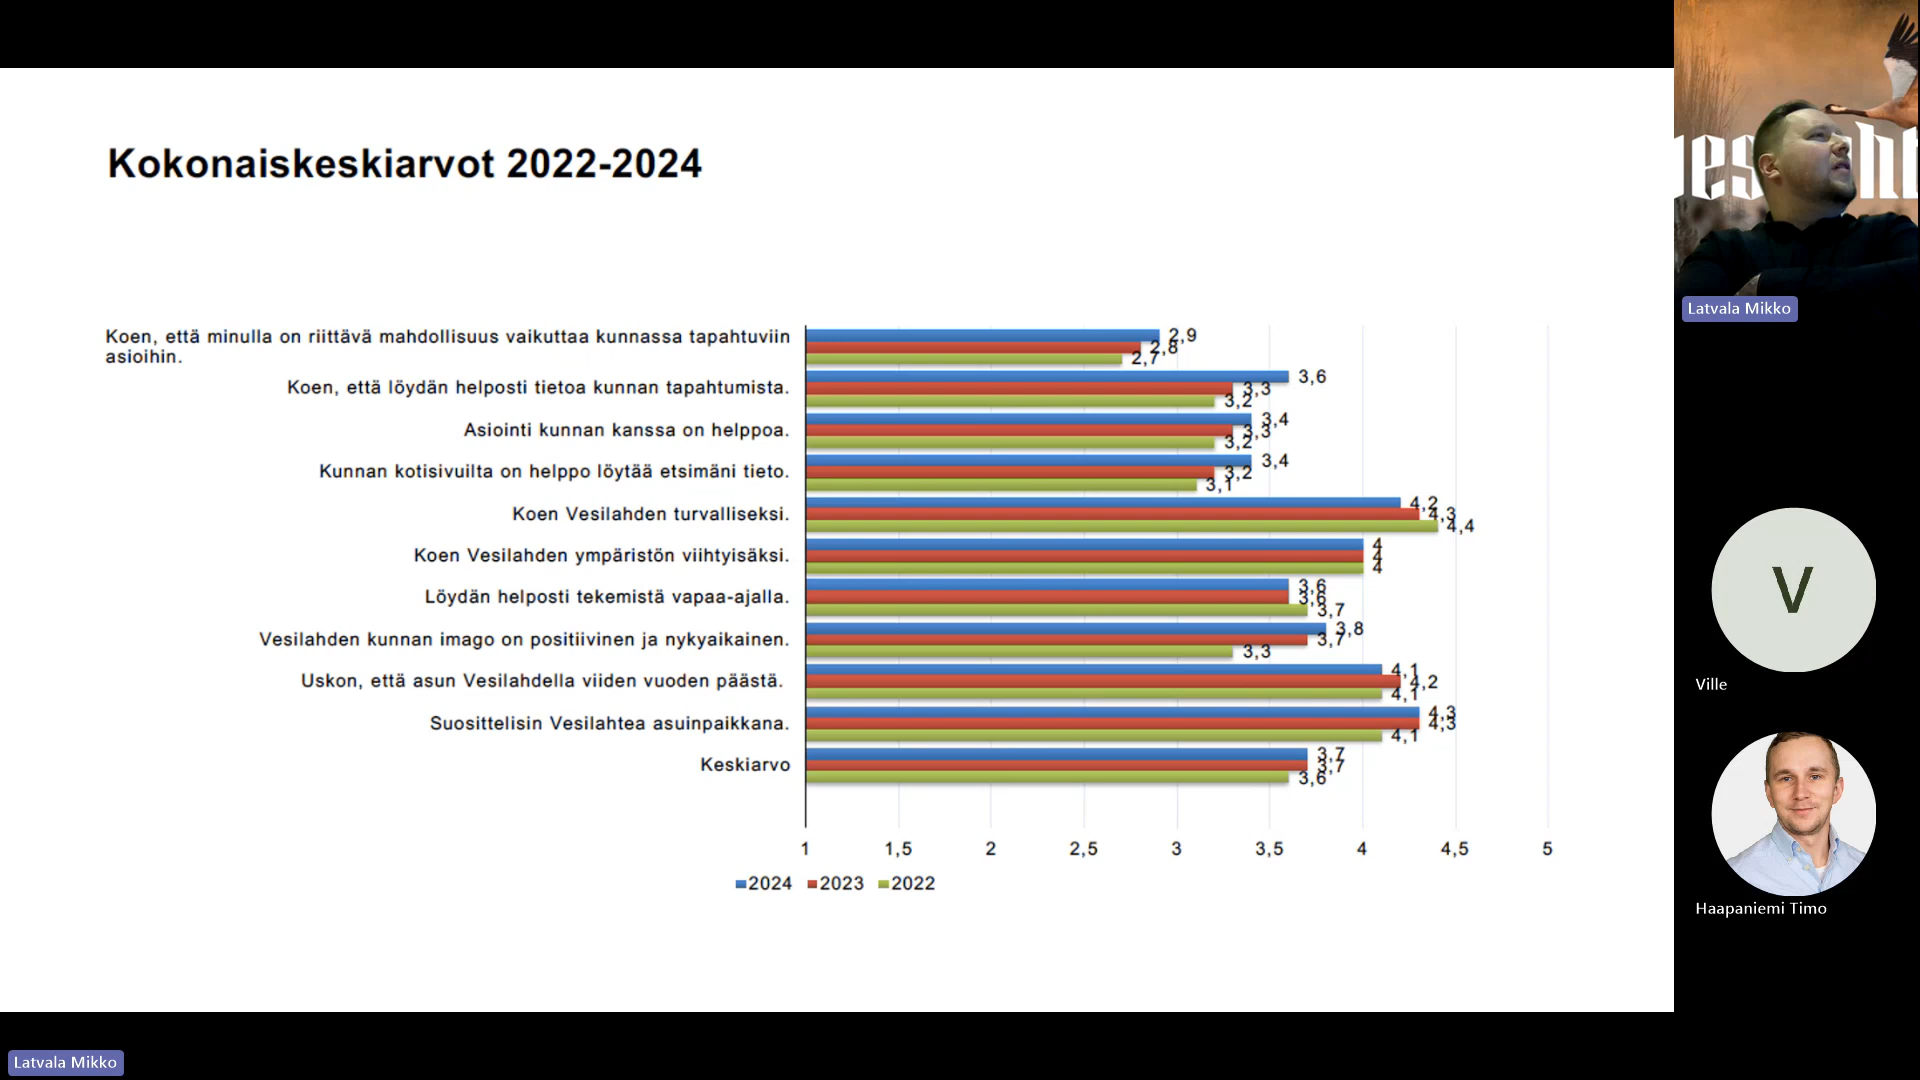 Kokonaiskeskiarvot 2022-2024
Koen, että minulla on riittävä mahdollisuus vaikuttaa kunnassa tapahtuviin
asioihin.
2,9
2,8
2,7
Koen, että löydän helposti tietoa kunnan tapahtumista.
3,6
3,3
3,2
Asiointi kunnan kanssa on helppoa.
3,4
3,3
3,2
Kunnan kotisivuilta on helppo löytää etsimäni tieto.
3,4
3,2
3,1
Koen Vesilahden turvalliseksi.
4,2
4,3
4,4
Koen Vesilahden ympäristön viihtyisäksi.
4
4
4
Löydän helposti tekemistä vapaa-ajalla.
3,6
3,6
3,7
Vesilahden kunnan imago on positiivinen ja nykyaikainen.
3,8
3,7
3,3
Uskon, että asun Vesilahdella viiden vuoden päästä.
4,1
4,2
4,1
Suosittelisin Vesilahtea asuinpaikkana.
4,3
4,3
4,1
Keskiarvo
3,7
3,7
3,6
1 1,5 2 2,5 3 3,5 4 4,5 5
2024 2023 2022
Latvala Mikko
V
Ville
Haapaniemi Timo
Latvala Mikko